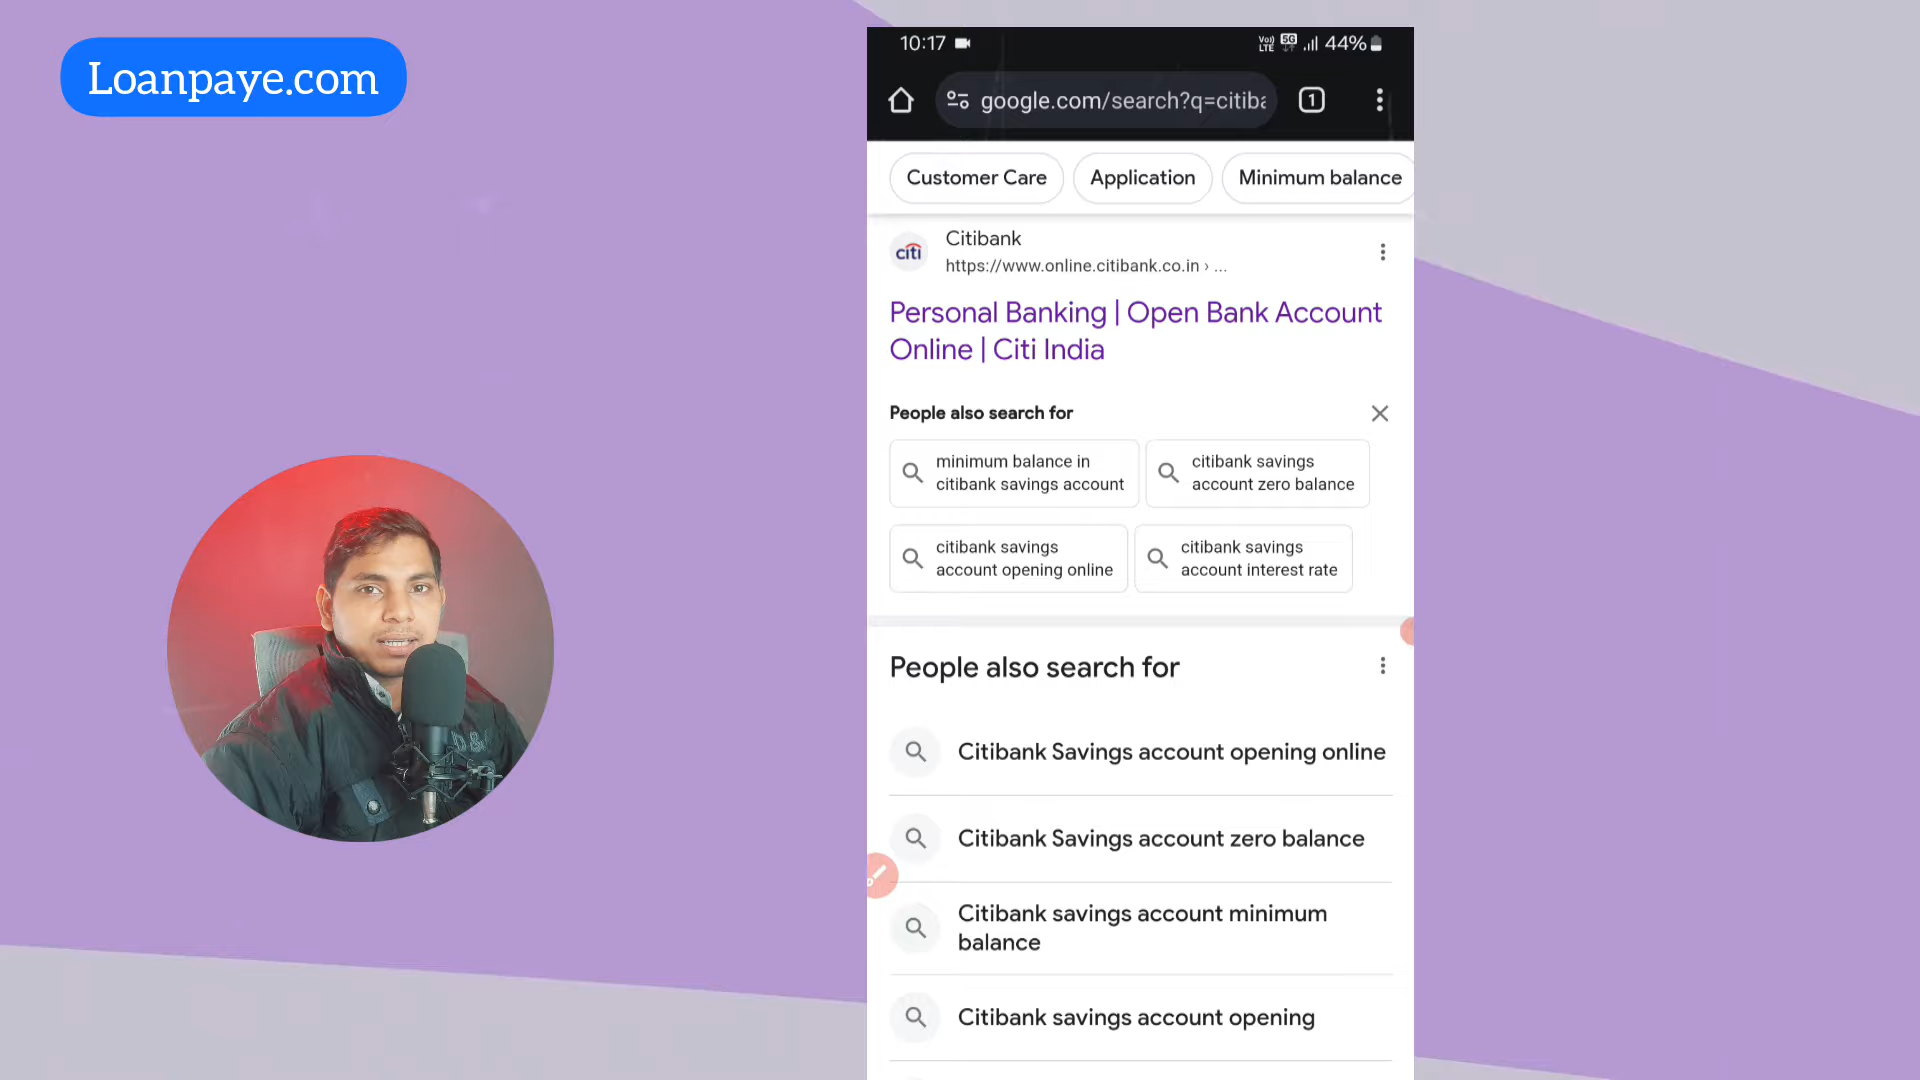 Loanpaye.com
10:17
Vo)) LTE 5G 44%
google.com/search?q=citiba
1
Customer Care
Application
Minimum balance
citi
Citibank
https://www.online.citibank.co.in › ...
Personal Banking | Open Bank Account
Online | Citi India
People also search for
minimum balance in
citibank savings account
citibank savings
account zero balance
citibank savings
account opening online
citibank savings
account interest rate
People also search for
Citibank Savings account opening online
Citibank Savings account zero balance
Citibank savings account minimum
balance
Citibank savings account opening